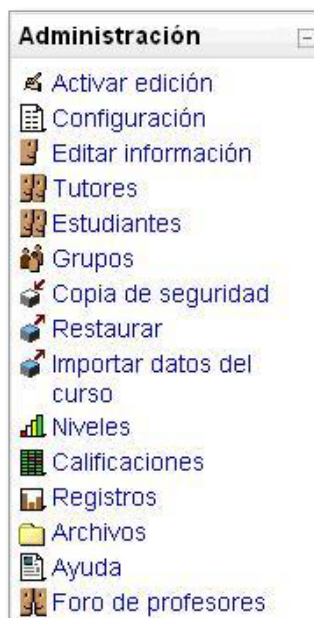 Administración
Activar edición
Configuración
Editar información
Tutores
Estudiantes
Grupos
Copia de seguridad
Restaurar
Importar datos del
curso
Niveles
Calificaciones
Registros
Archivos
Ayuda
Foro de profesores